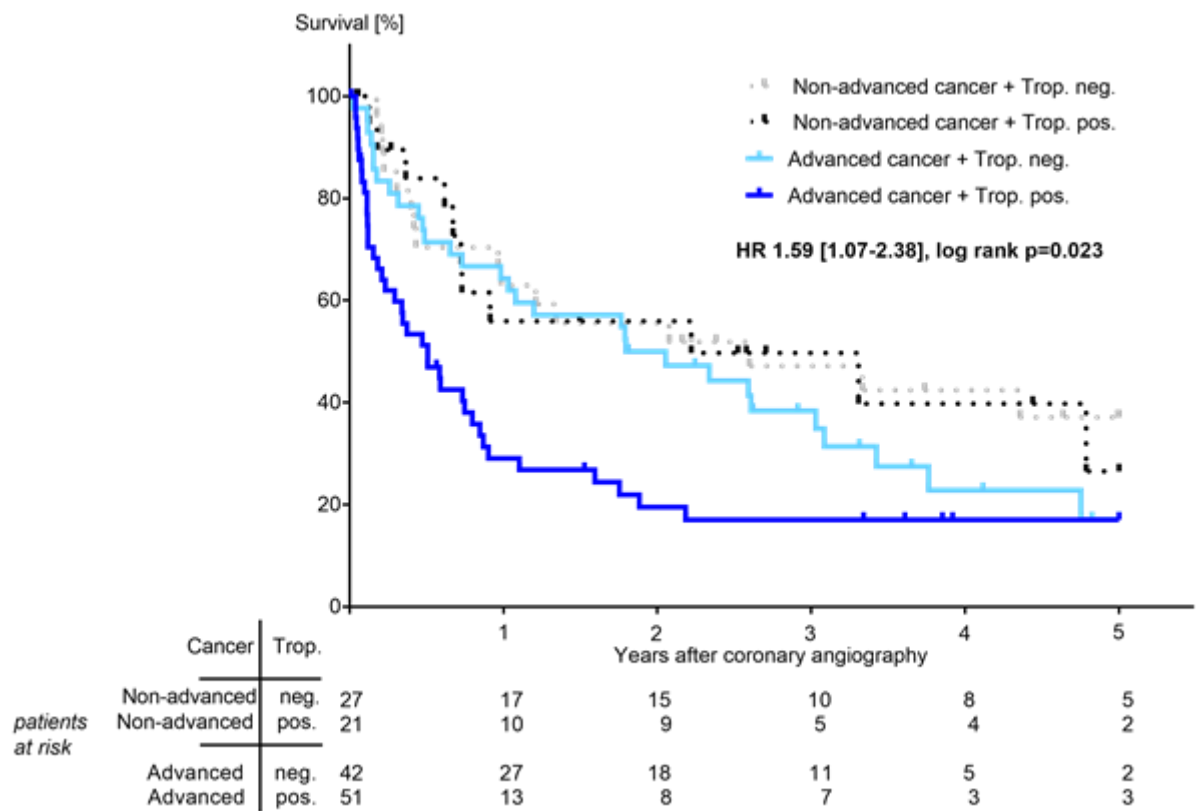 Survival [%]
100
80
60
40
20
0
Non-advanced cancer + Trop. neg.
Non-advanced cancer + Trop. pos.
Advanced cancer + Trop. neg.
Advanced cancer + Trop. pos.
HR 1.59 [1.07-2.38], log rank p=0.023
1 2 3 4 5
Years after coronary angiography
Cancer Trop.
patients at risk
Non-advanced neg. 27 17 15 10 8 5
Non-advanced pos. 21 10 9 5 4 2
Advanced neg. 42 27 18 11 5 2
Advanced pos. 51 13 8 7 3 3